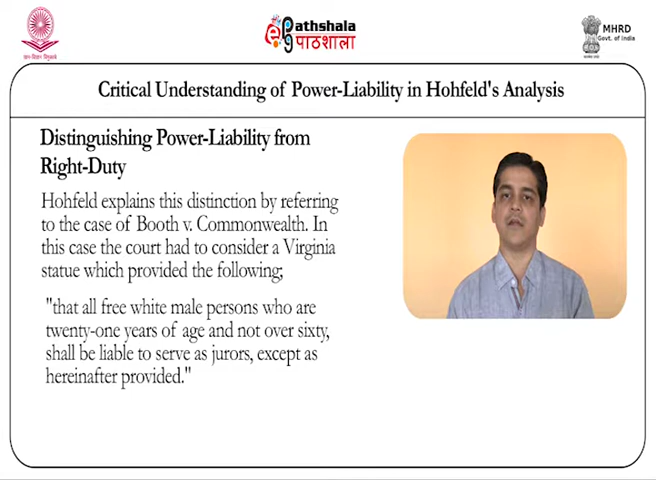 Pathshala
पाठशाला
MHRD
Govt. of India
Critical Understanding of Power-Liability in Hohfeld's Analysis
Distinguishing Power-Liability from
Right-Duty
Hohfeld explains this distinction by referring
to the case of Booth v. Commonwealth. In
this case the court had to consider a Virginia
statue which provided the following;
"that all free white male persons who are
twenty-one years of age and not over sixty,
shall be liable to serve as jurors, except as
hereinafter provided."